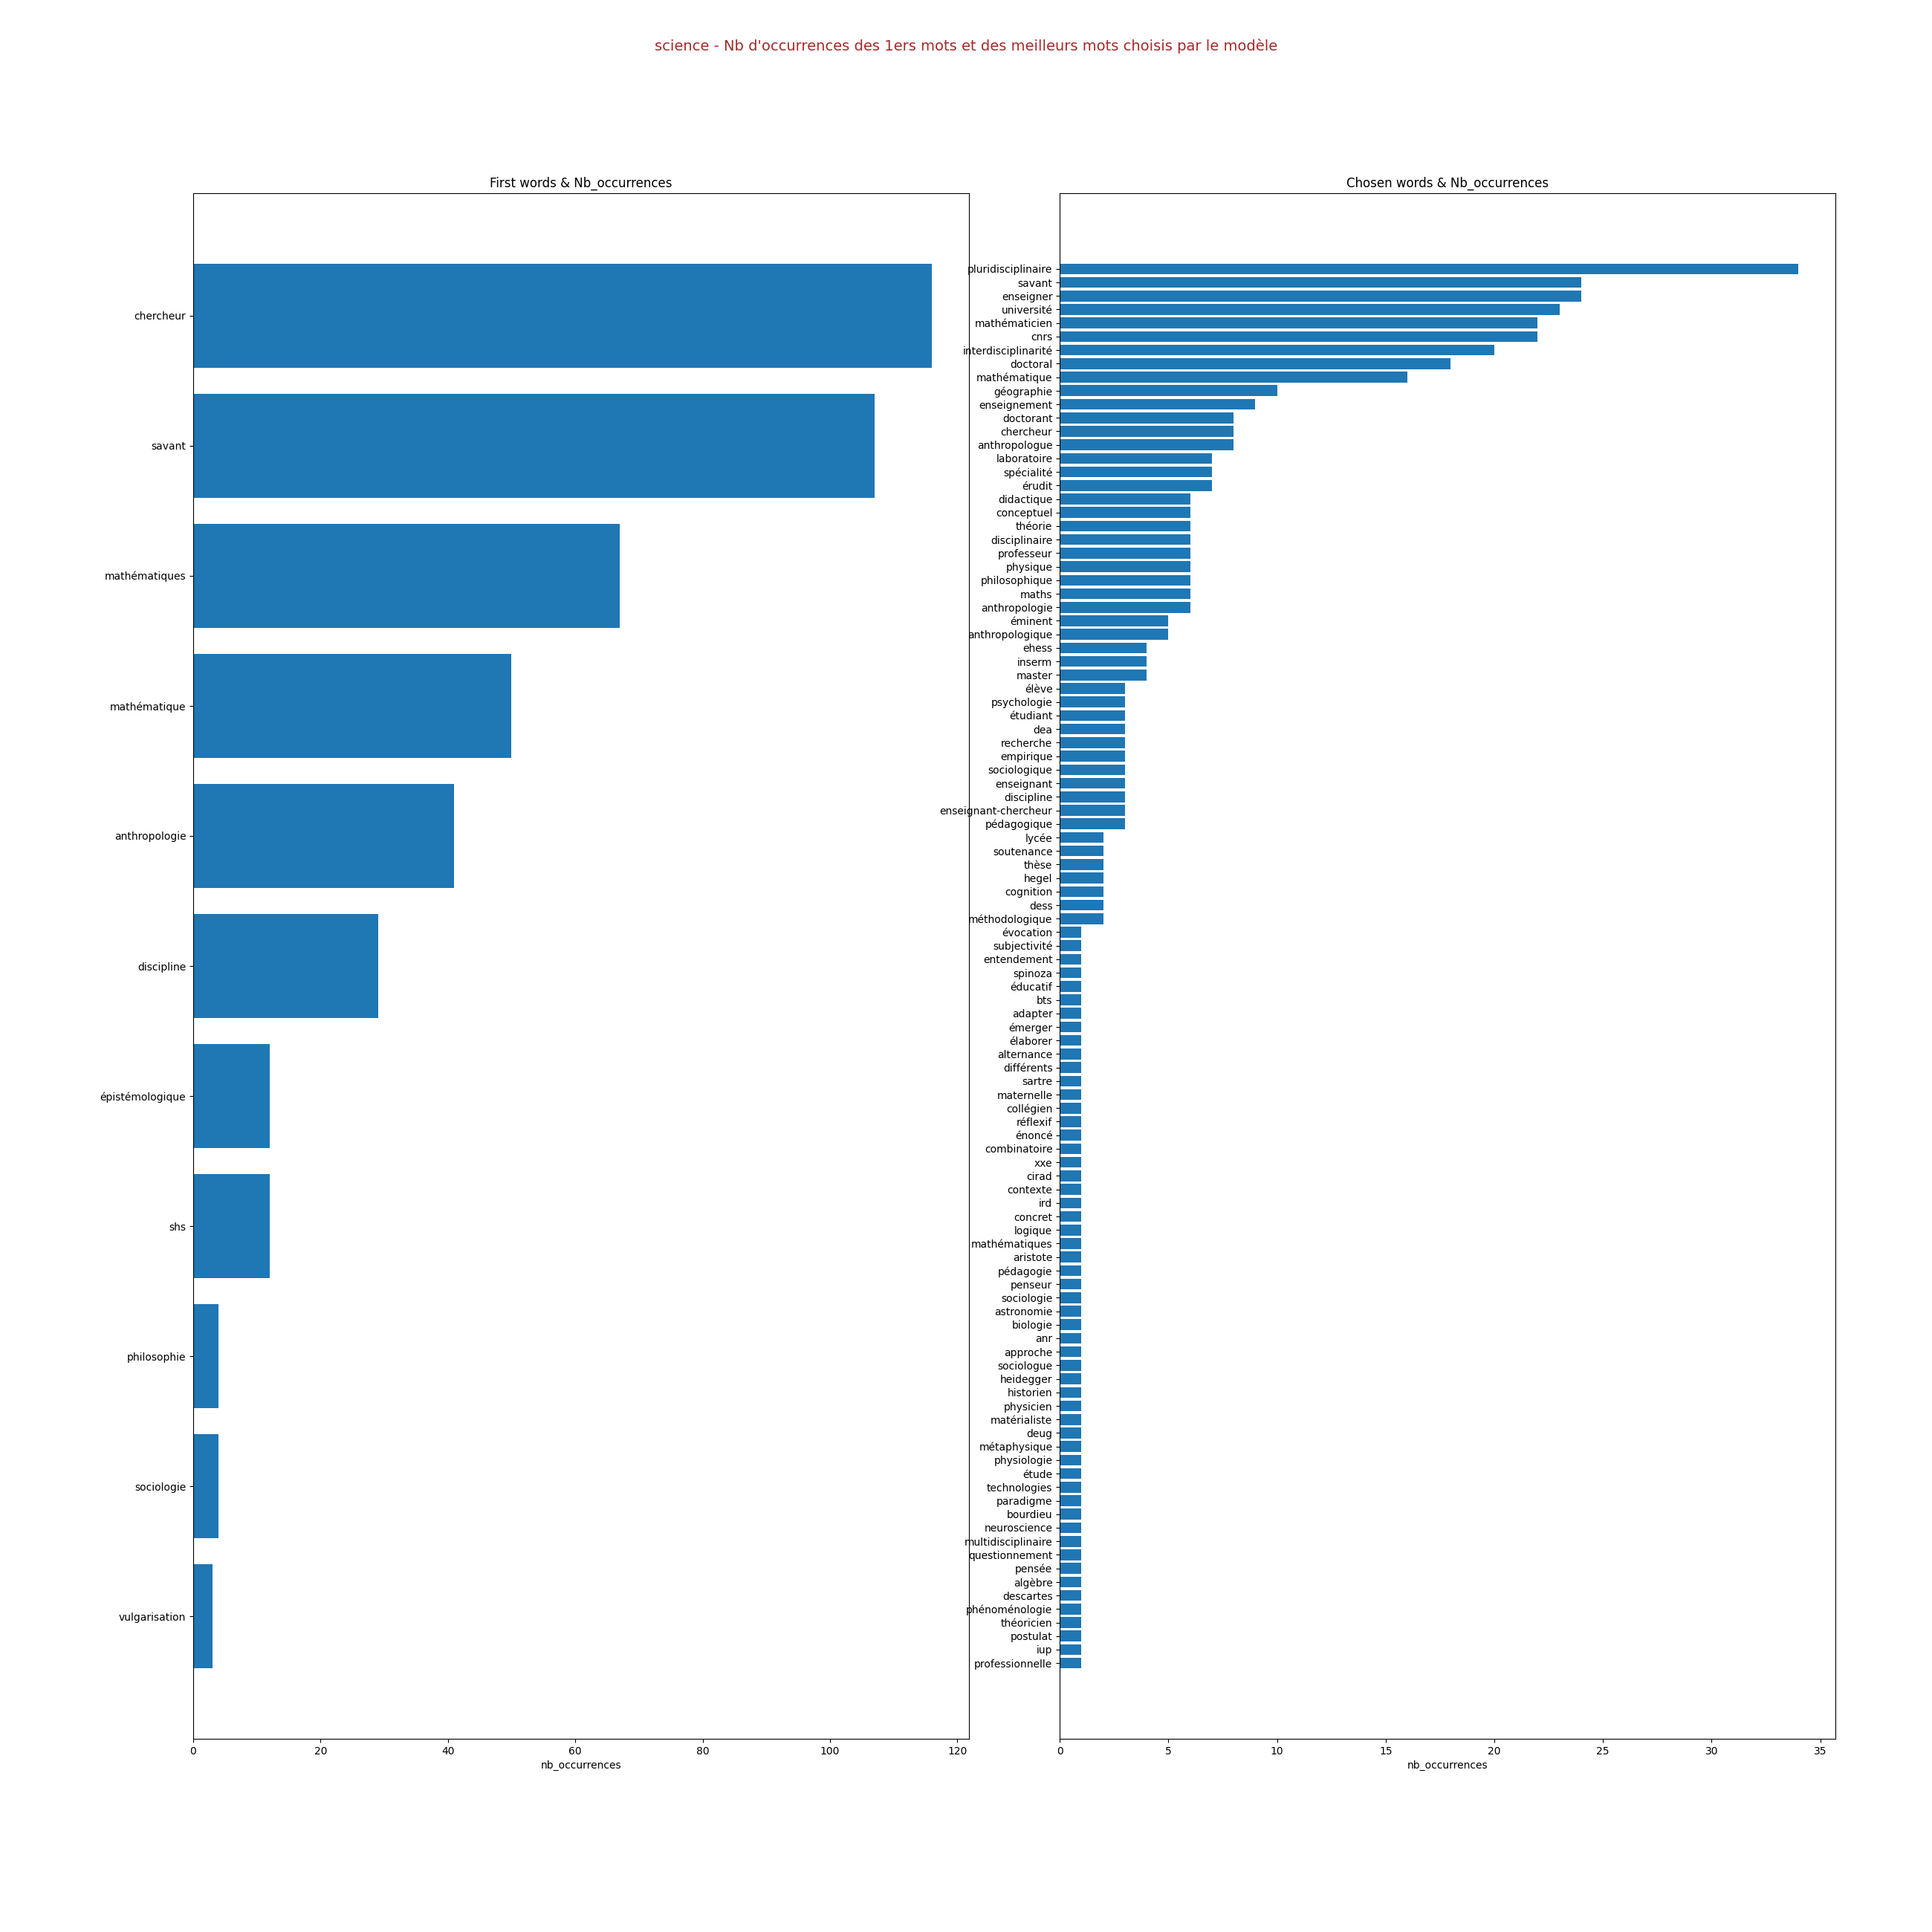 science - Nb d'occurrences des 1ers mots et des meilleurs mots choisis par le modèle
First words & Nb_occurrences
chercheur
savant
mathématiques
mathématique
anthropologie
discipline
épistémologique
shs
philosophie
sociologie
vulgarisation
0 20 40 60 80 100 120
nb_occurrences
Chosen words & Nb_occurrences
pluridisciplinaire
savant
enseigner
université
mathématicien
cnrs
interdisciplinarité
doctoral
mathématique
géographie
enseignement
doctorant
chercheur
anthropologue
laboratoire
spécialité
érudit
didactique
conceptuel
théorie
disciplinaire
professeur
physique
philosophique
maths
anthropologie
éminent
anthropologique
ehess
inserm
master
élève
psychologie
étudiant
dea
recherche
empirique
sociologique
enseignant
discipline
enseignant-chercheur
pédagogique
lycée
soutenance
thèse
hegel
cognition
dess
méthodologique
évocation
subjectivité
entendement
spinoza
éducatif
bts
adapter
émerger
élaborer
alternance
différents
sartre
maternelle
collégien
réflexif
énoncé
combinatoire
xxe
cirad
contexte
ird
concret
logique
mathématiques
aristote
pédagogie
penseur
sociologie
astronomie
biologie
anr
approche
sociologue
heidegger
historien
physicien
matérialiste
deug
métaphysique
physiologie
étude
technologies
paradigme
bourdieu
neuroscience
multidisciplinaire
questionnement
pensée
algèbre
descartes
phénoménologie
théoricien
postulat
iup
professionnelle
0 5 10 15 20 25 30 35
nb_occurrences